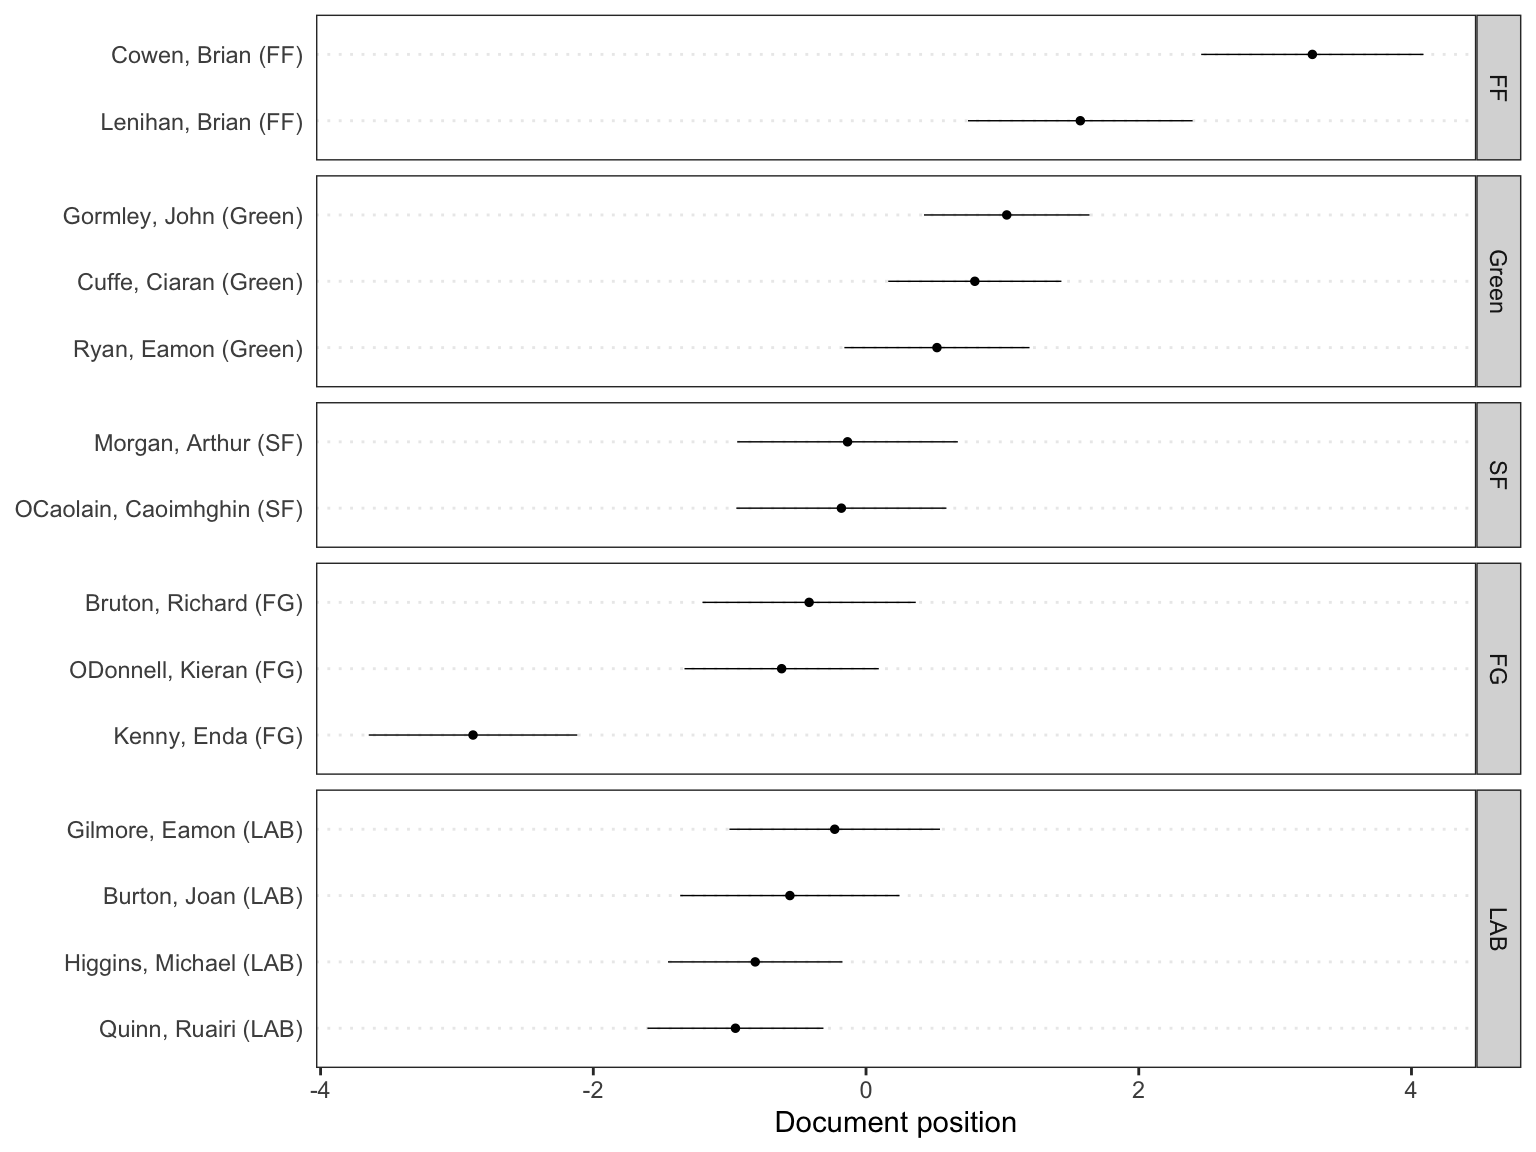 Cowen, Brian (FF)
Lenihan, Brian (FF)
FF
Gormley, John (Green)
Cuffe, Ciaran (Green)
Ryan, Eamon (Green)
Green
Morgan, Arthur (SF)
OCaolain, Caoimhghin (SF)
SF
Bruton, Richard (FG)
ODonnell, Kieran (FG)
Kenny, Enda (FG)
FG
Gilmore, Eamon (LAB)
Burton, Joan (LAB)
Higgins, Michael (LAB)
Quinn, Ruairi (LAB)
LAB
-4 -2 0 2 4
Document position